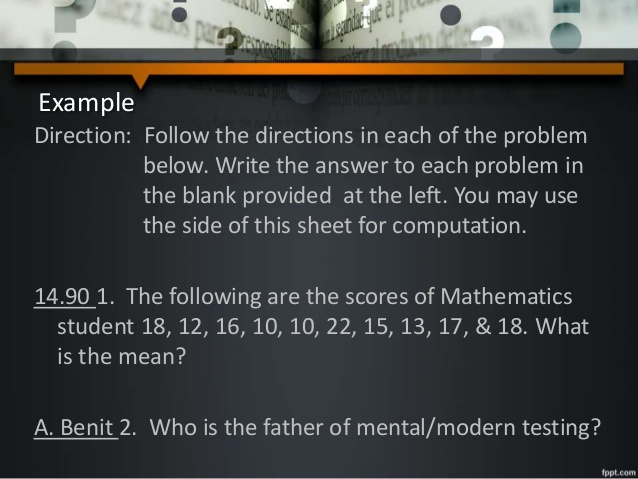 Example
Direction: Follow the directions in each of the problem
below. Write the answer to each problem in
the blank provided at the left. You may use
the side of this sheet for computation.
14.90 1. The following are the scores of Mathematics
student 18, 12, 16, 10, 10, 22, 15, 13, 17, & 18. What
is the mean?
A. Benit 2. Who is the father of mental/modern testing?
fppt.com